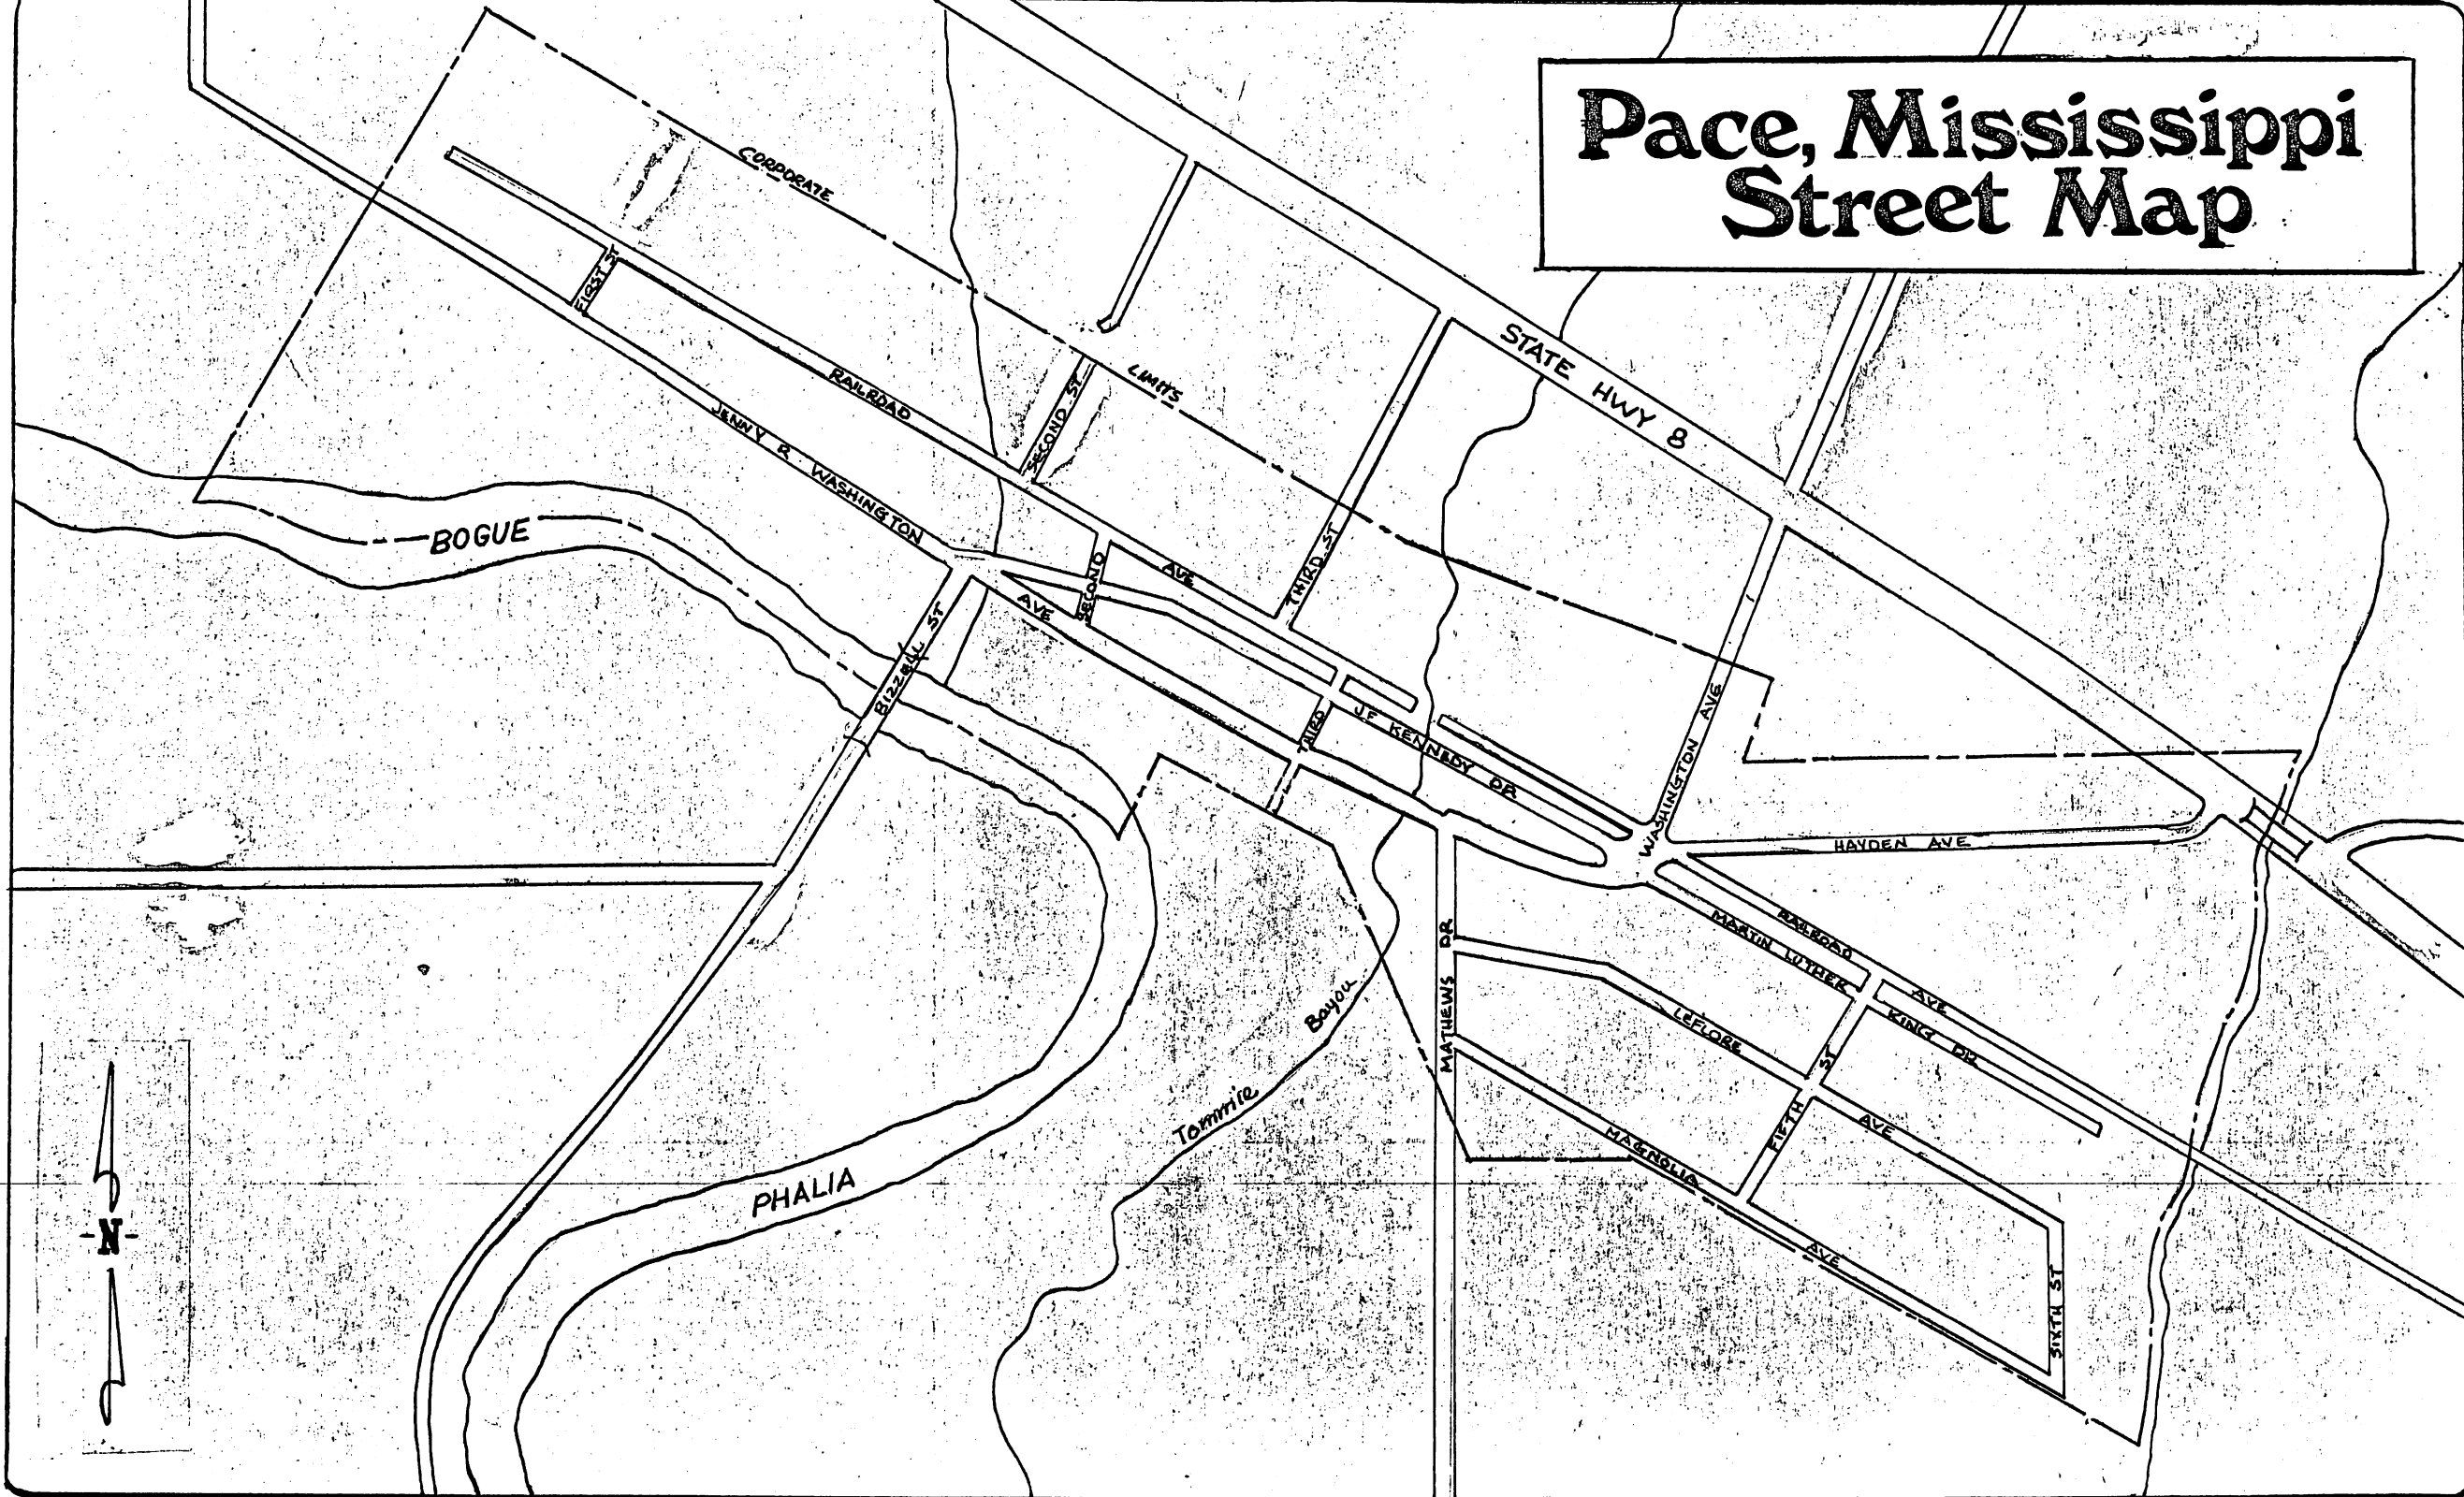 Pace, Mississippi
Street Map
CORPORATE
LIMITS
STATE HWY 8
FIRST ST
RAILROAD
AVE
SECOND ST
JENNY R. WASHINGTON
AVE
SECOND
THIRD ST
BOGUE
BIZZELL ST
THIRD
J.F. KENNEDY DR
WASHINGTON AVE
HAYDEN AVE
RAILROAD
AVE
MARTIN LUTHER
KING DR
MATHEWS DR
LEFLORE
AVE
FIFTH ST
MAGNOLIA
AVE
SIXTH ST
Tommie
Bayou
PHALIA
-N-